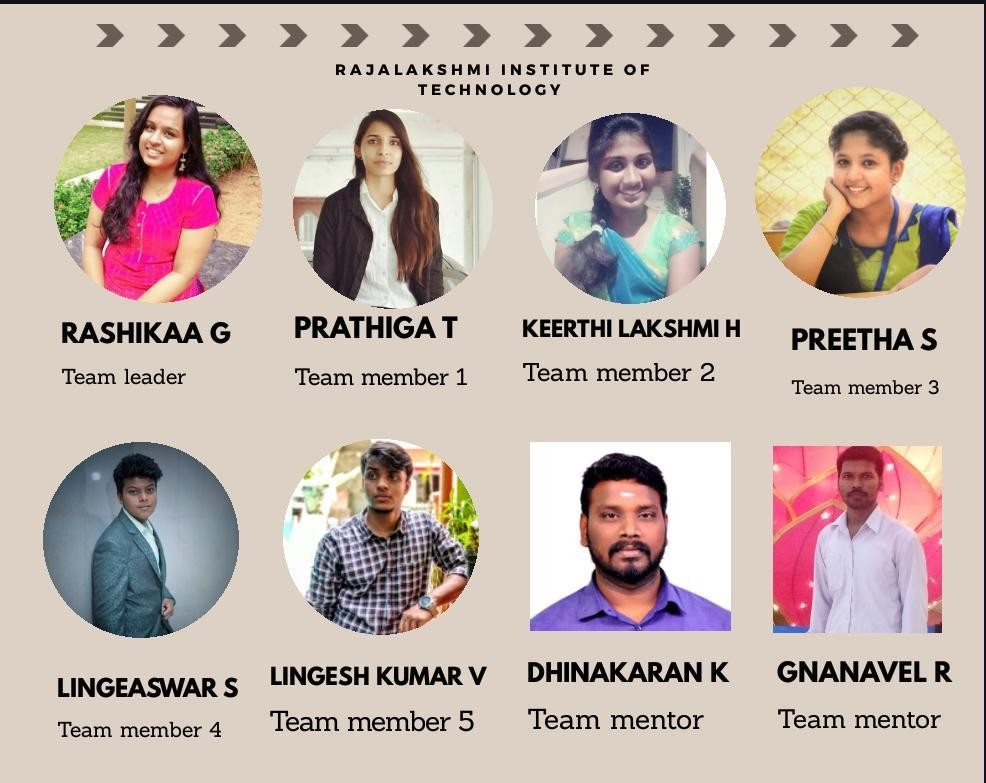 RAJALAKSHMI INSTITUTE OF
TECHNOLOGY
RASHIKAA G
Team leader
PRATHIGA T
Team member 1
KEERTHI LAKSHMI H
Team member 2
PREETHA S
Team member 3
LINGEASWAR S
Team member 4
LINGESH KUMAR V
Team member 5
DHINAKARAN K
Team mentor
GNANAVEL R
Team mentor